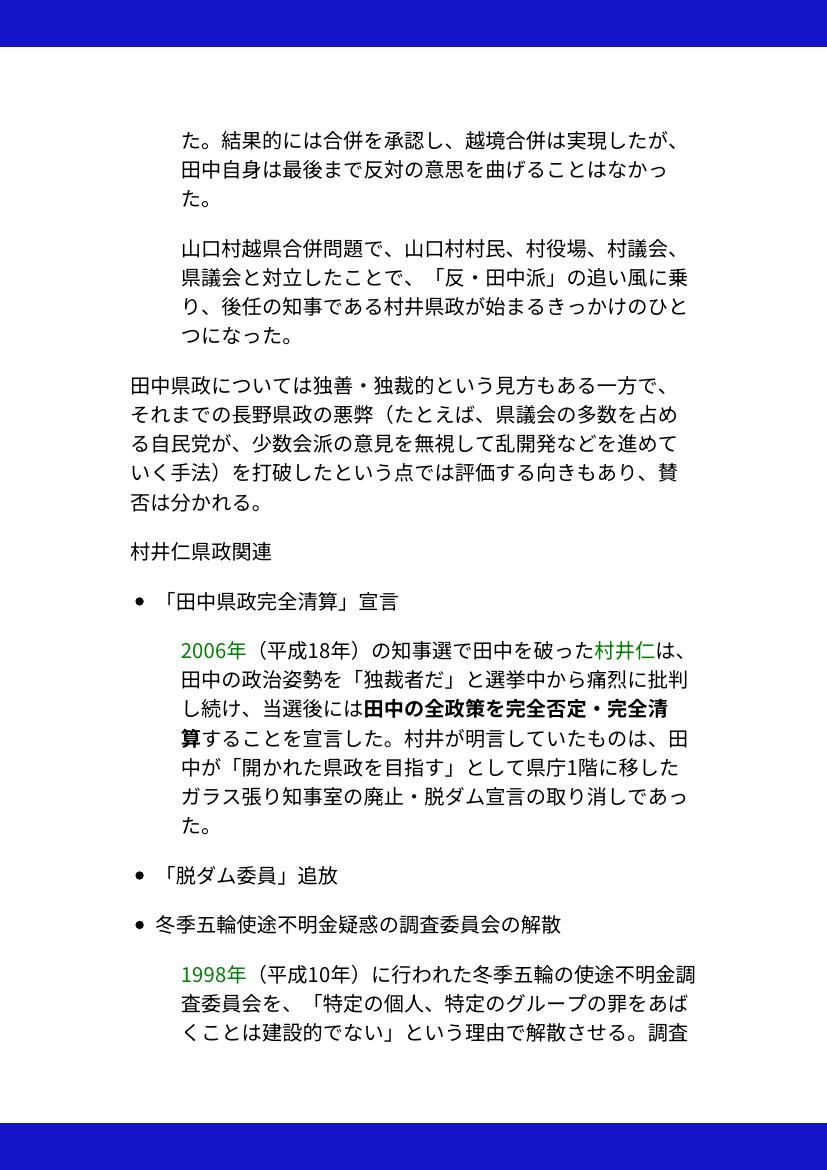 た。結果的には合併を承認し、越境合併は実現したが、
田中自身は最後まで反対の意思を曲げることはなかっ
た。
山口村越県合併問題で、山口村村民、村役場、村議会、
県議会と対立したことで、「反・田中派」の追い風に乗
り、後任の知事である村井県政が始まるきっかけのひと
つになった。
田中県政については独善・独裁的という見方もある一方で、
それまでの長野県政の悪弊（たとえば、県議会の多数を占め
る自民党が、少数会派の意見を無視して乱開発などを進めて
いく手法）を打破したという点では評価する向きもあり、賛
否は分かれる。
村井仁県政関連
• 「田中県政完全清算」宣言
2006年（平成18年）の知事選で田中を破った村井仁は、
田中の政治姿勢を「独裁者だ」と選挙中から痛烈に批判
し続け、当選後には田中の全政策を完全否定・完全清
算することを宣言した。村井が明言していたものは、田
中が「開かれた県政を目指す」として県庁1階に移した
ガラス張り知事室の廃止・脱ダム宣言の取り消しであっ
た。
• 「脱ダム委員」追放
• 冬季五輪使途不明金疑惑の調査委員会の解散
1998年（平成10年）に行われた冬季五輪の使途不明金調
査委員会を、「特定の個人、特定のグループの罪をあば
くことは建設的でない」という理由で解散させる。調査